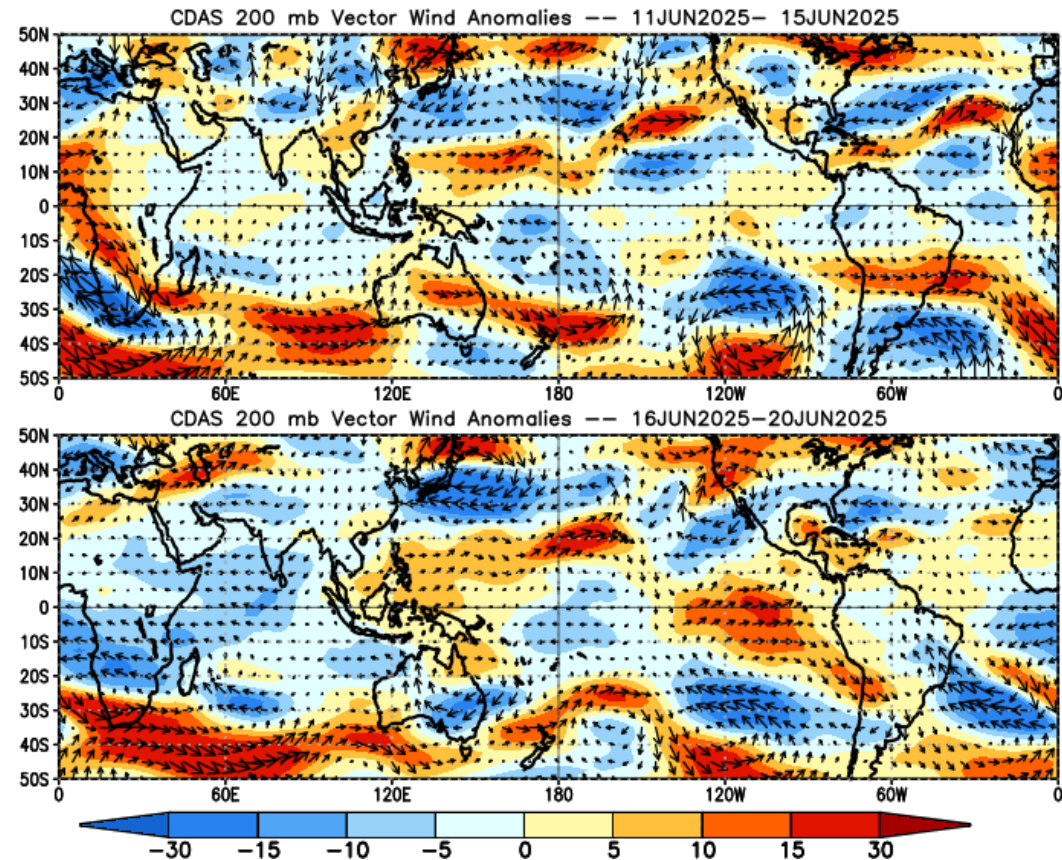 CDAS 200 mb Vector Wind Anomalies -- 11JUN2025- 15JUN2025
50N
40N
30N
20N
10N
0
10S
20S
30S
40S
50S
0 60E 120E 180 120W 60W 0
CDAS 200 mb Vector Wind Anomalies -- 16JUN2025-20JUN2025
50N
40N
30N
20N
10N
0
10S
20S
30S
40S
50S
0 60E 120E 180 120W 60W 0
-30 -15 -10 -5 0 5 10 15 30